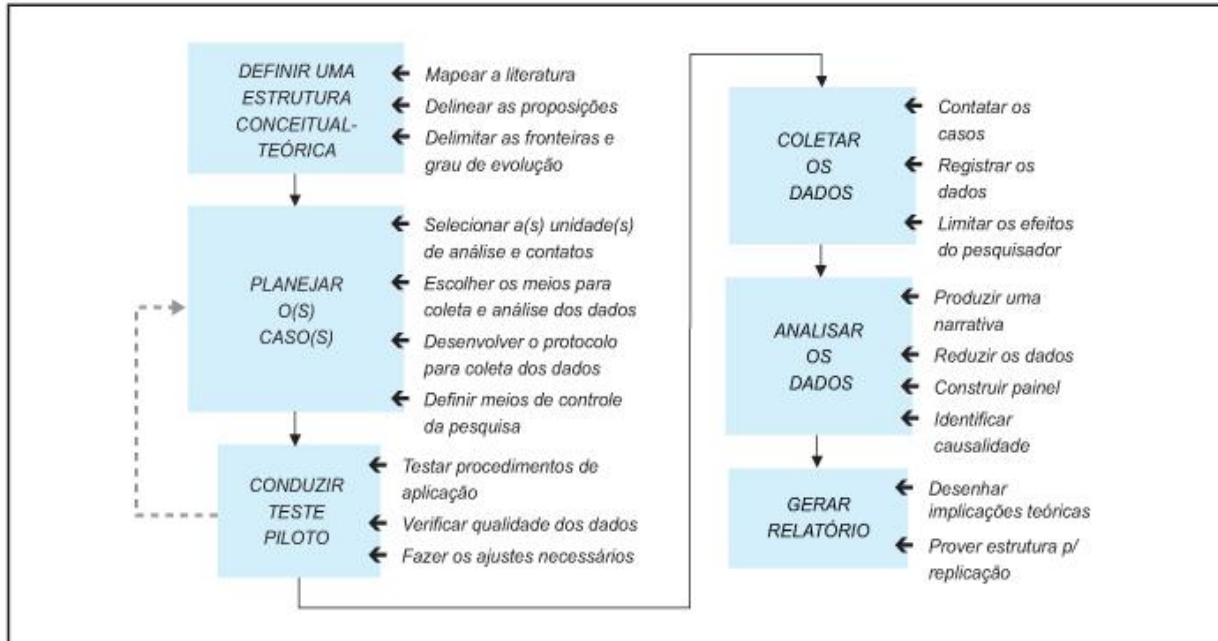 DEFINIR UMA
ESTRUTURA
CONCEITUAL-
TEÓRICA
Mapear a literatura
Delinear as proposições
Delimitar as fronteiras e
grau de evolução
PLANEJAR
O(S)
CASO(S)
Selecionar a(s) unidade(s)
de análise e contatos
Escolher os meios para
coleta e análise dos dados
Desenvolver o protocolo
para coleta dos dados
Definir meios de controle
da pesquisa
CONDUZIR
TESTE
PILOTO
Testar procedimentos de
aplicação
Verificar qualidade dos dados
Fazer os ajustes necessários
COLETAR
OS
DADOS
Contatar os
casos
Registrar os
dados
Limitar os efeitos
do pesquisador
ANALISAR
OS
DADOS
Produzir uma
narrativa
Reduzir os dados
Construir painel
Identificar
causalidade
GERAR
RELATÓRIO
Desenhar
implicações teóricas
Prover estrutura p/
replicação